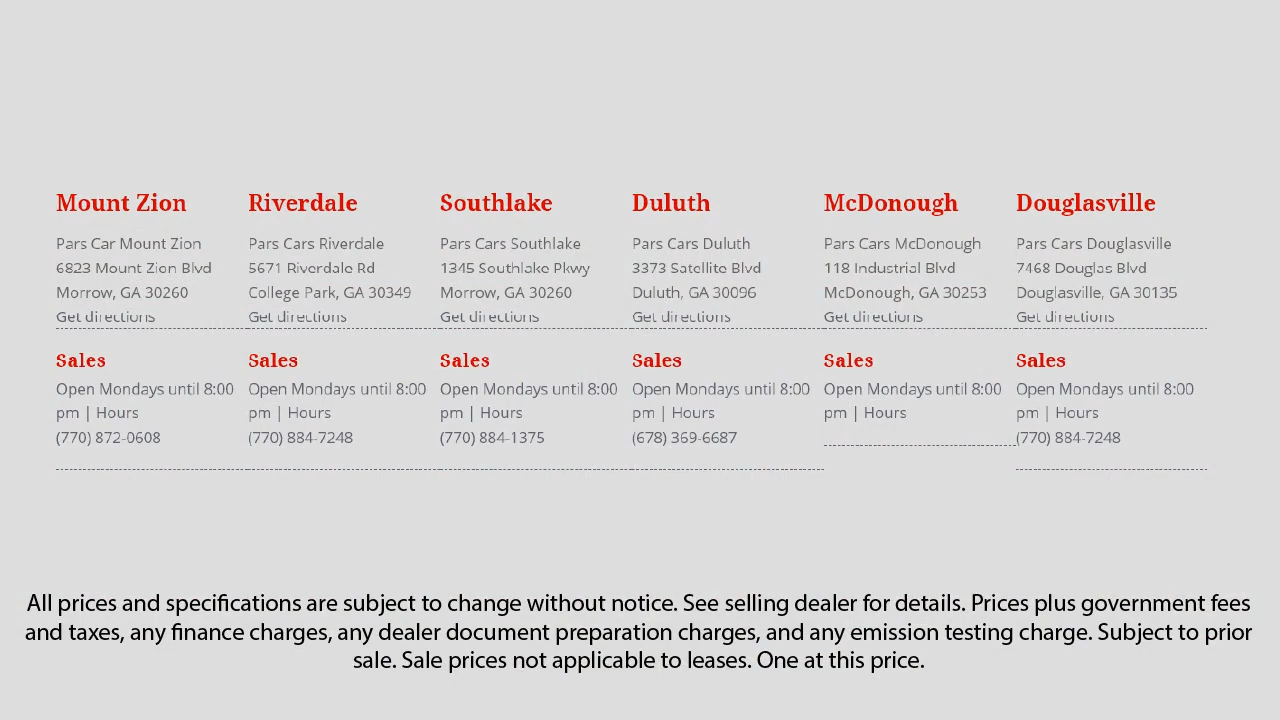 Mount Zion
Pars Car Mount Zion
6823 Mount Zion Blvd
Morrow, GA 30260
Get directions
Sales
Open Mondays until 8:00
pm | Hours
(770) 872-0608
Riverdale
Pars Cars Riverdale
5671 Riverdale Rd
College Park, GA 30349
Get directions
Sales
Open Mondays until 8:00
pm | Hours
(770) 884-7248
Southlake
Pars Cars Southlake
1345 Southlake Pkwy
Morrow, GA 30260
Get directions
Sales
Open Mondays until 8:00
pm | Hours
(770) 884-1375
Duluth
Pars Cars Duluth
3373 Satellite Blvd
Duluth, GA 30096
Get directions
Sales
Open Mondays until 8:00
pm | Hours
(678) 369-6687
McDonough
Pars Cars McDonough
118 Industrial Blvd
McDonough, GA 30253
Get directions
Sales
Open Mondays until 8:00
pm | Hours
Douglasville
Pars Cars Douglasville
7468 Douglas Blvd
Douglasville, GA 30135
Get directions
Sales
Open Mondays until 8:00
pm | Hours
(770) 884-7248
All prices and specifications are subject to change without notice. See selling dealer for details. Prices plus government fees
and taxes, any finance charges, any dealer document preparation charges, and any emission testing charge. Subject to prior
sale. Sale prices not applicable to leases. One at this price.